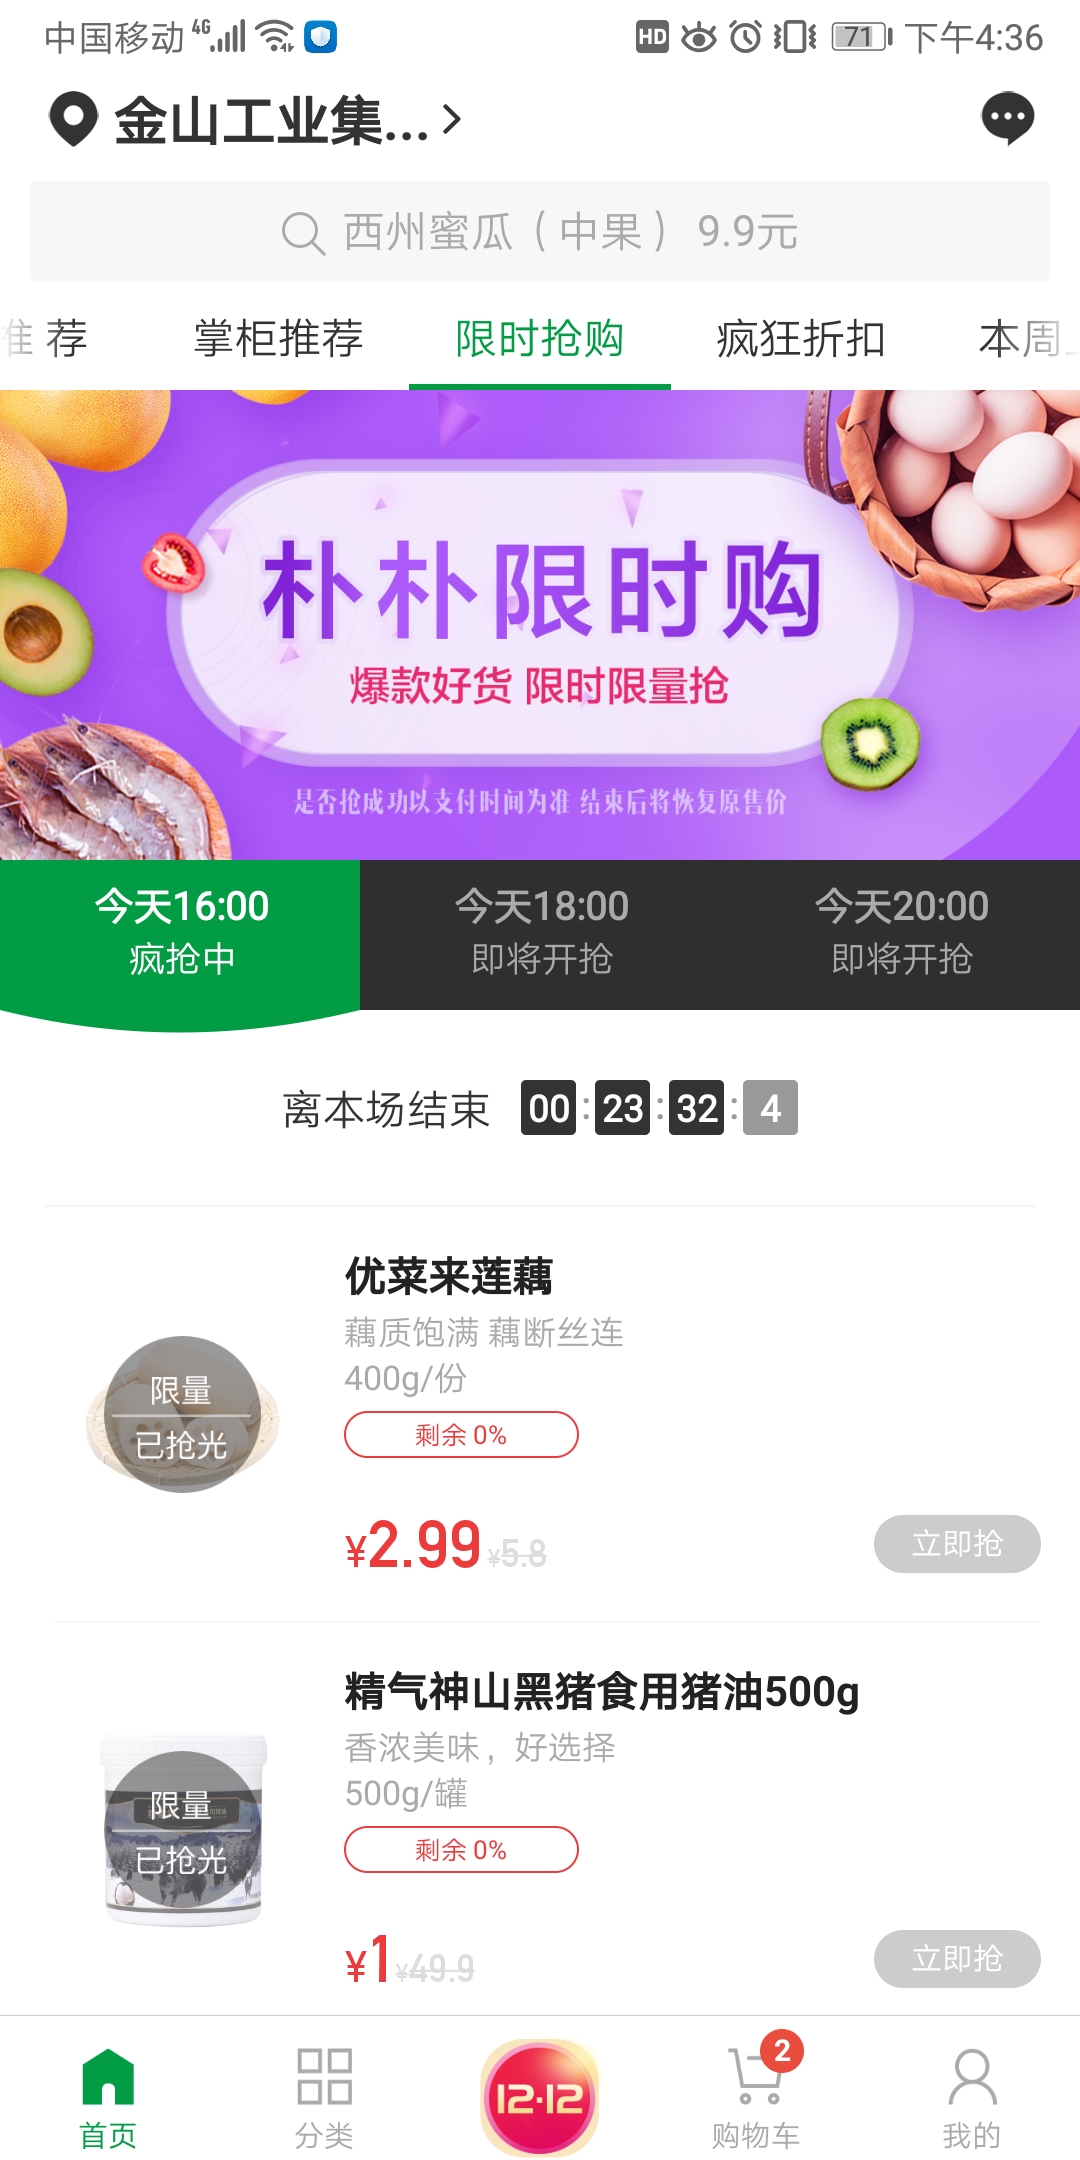 中国移动 4G HD 71 下午4:36
金山工业集...
西州蜜瓜（中果） 9.9元
推荐 掌柜推荐 限时抢购 疯狂折扣 本周
朴朴限时购
爆款好货 限时限量抢
是否抢成功以支付时间为准 结束后将恢复原售价
今天16:00 今天18:00 今天20:00
疯抢中 即将开抢 即将开抢
离本场结束 00:23:32:4
优菜来莲藕
藕质饱满 藕断丝连
400g/份
限量
已抢光
剩余 0%
¥2.99 ¥5.8 立即抢
精气神山黑猪食用猪油500g
香浓美味，好选择
500g/罐
限量
已抢光
剩余 0%
¥1 ¥49.9 立即抢
12·12 2
首页 分类 购物车 我的